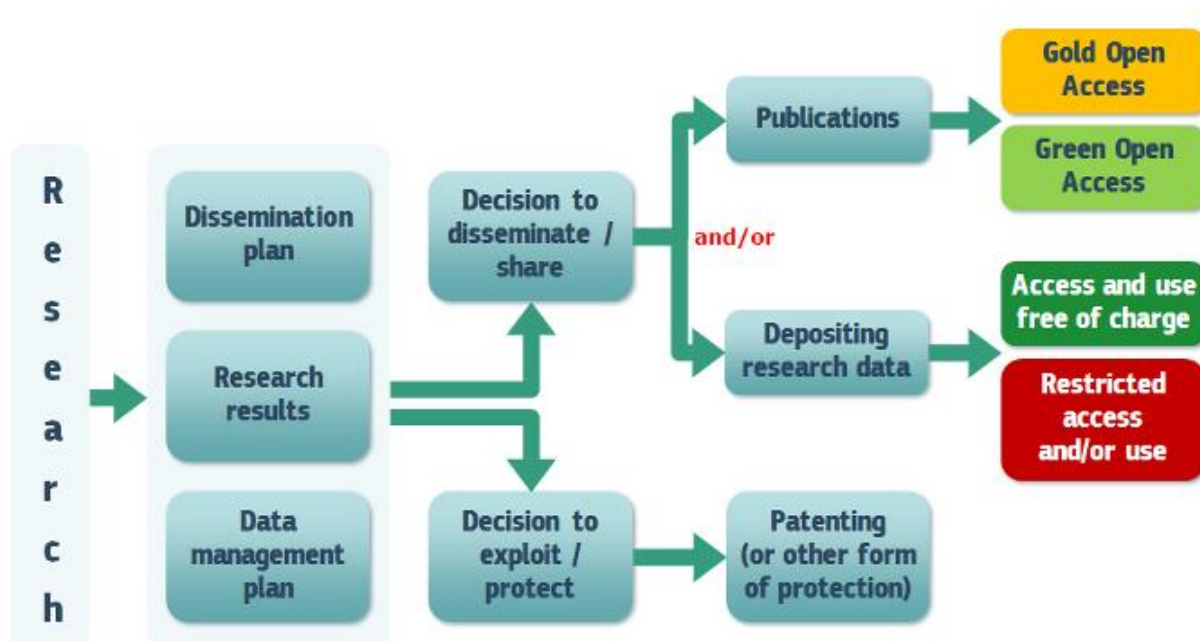 Research
Dissemination
plan
Research
results
Data
management
plan
Decision to
disseminate /
share
Decision to
exploit /
protect
and/or
Publications
Depositing
research data
Patenting
(or other form
of protection)
Gold Open
Access
Green Open
Access
Access and use
free of charge
Restricted
access
and/or use